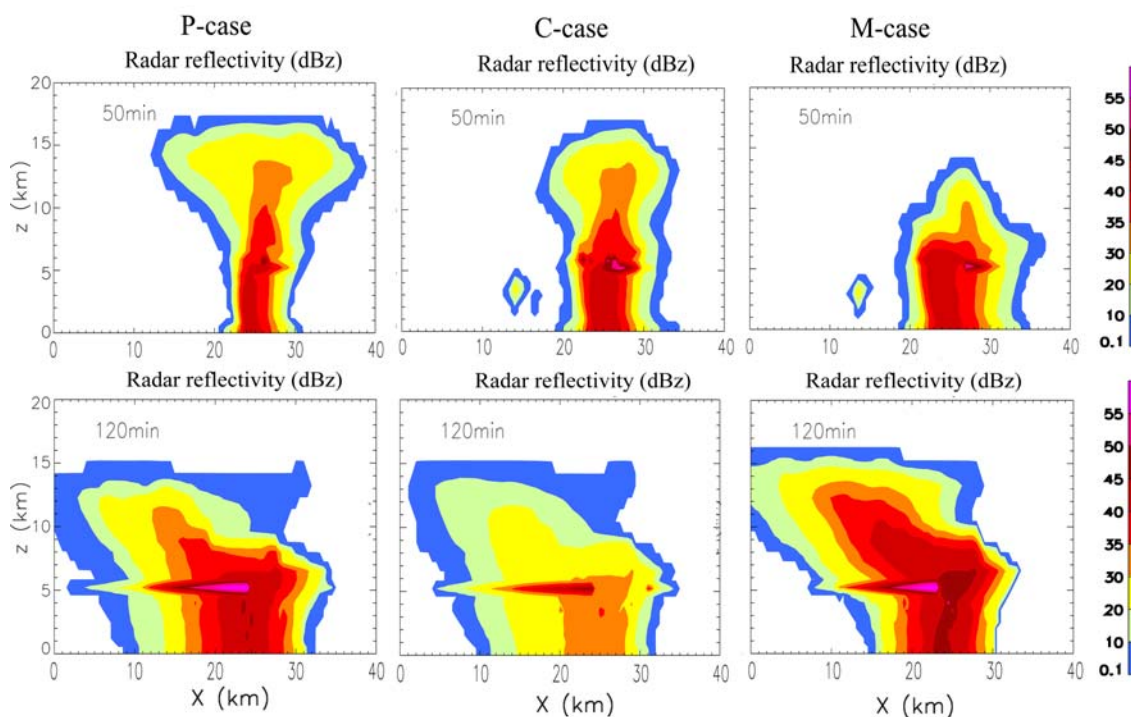 P-case C-case M-case
Radar reflectivity (dBz) Radar reflectivity (dBz) Radar reflectivity (dBz)
20
15
10
5
0
z (km)
50min 50min 50min
0 10 20 30 40 0 10 20 30 40 0 10 20 30 40
55
50
45
40
35
30
20
10
0.1
Radar reflectivity (dBz) Radar reflectivity (dBz) Radar reflectivity (dBz)
20
15
10
5
0
z (km)
120min 120min 120min
0 10 20 30 40 0 10 20 30 40 0 10 20 30 40
X (km) X (km) X (km)
55
50
45
40
35
30
20
10
0.1